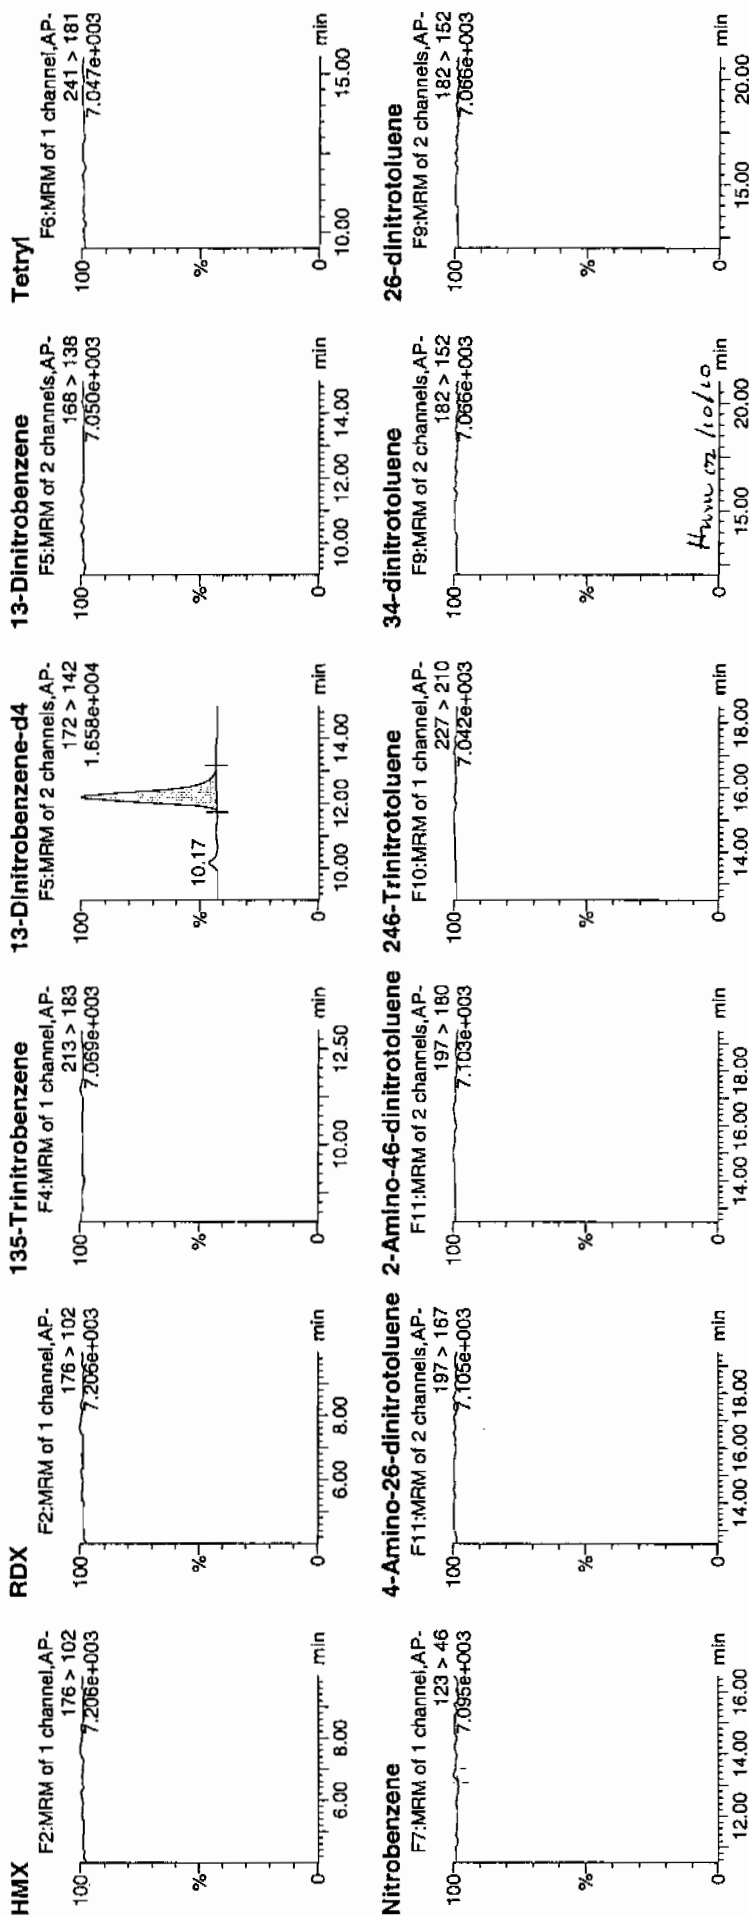 HMX
F2:MRM of 1 channel,AP-
176 > 102
7.206e+003
100
%
0
6.00 8.00 min
RDX
F2:MRM of 1 channel,AP-
176 > 102
7.206e+003
100
%
0
6.00 8.00 min
135-Trinitrobenzene
F4:MRM of 1 channel,AP-
213 > 183
7.069e+003
100
%
0
10.00 12.50 min
13-Dinitrobenzene-d4
F5:MRM of 2 channels,AP-
172 > 142
1.658e+004
100
10.17
%
0
10.00 12.00 14.00 min
13-Dinitrobenzene
F5:MRM of 2 channels,AP-
168 > 138
7.050e+003
100
%
0
10.00 12.00 14.00 min
Tetryl
F6:MRM of 1 channel,AP-
241 > 181
7.047e+003
100
%
0
10.00 15.00 min
Nitrobenzene
F7:MRM of 1 channel,AP-
123 > 46
7.095e+003
100
%
0
12.00 14.00 16.00 min
4-Amino-26-dinitrotoluene
F11:MRM of 2 channels,AP-
197 > 167
7.105e+003
100
%
0
14.00 16.00 18.00 min
2-Amino-46-dinitrotoluene
F11:MRM of 2 channels,AP-
197 > 180
7.103e+003
100
%
0
14.00 16.00 18.00 min
246-Trinitrotoluene
F10:MRM of 1 channel,AP-
227 > 210
7.042e+003
100
%
0
14.00 16.00 18.00 min
34-dinitrotoluene
F9:MRM of 2 channels,AP-
182 > 152
7.066e+003
100
%
02/10/10
0
15.00 20.00 min
26-dinitrotoluene
F9:MRM of 2 channels,AP-
182 > 152
7.066e+003
100
%
0
15.00 20.00 min